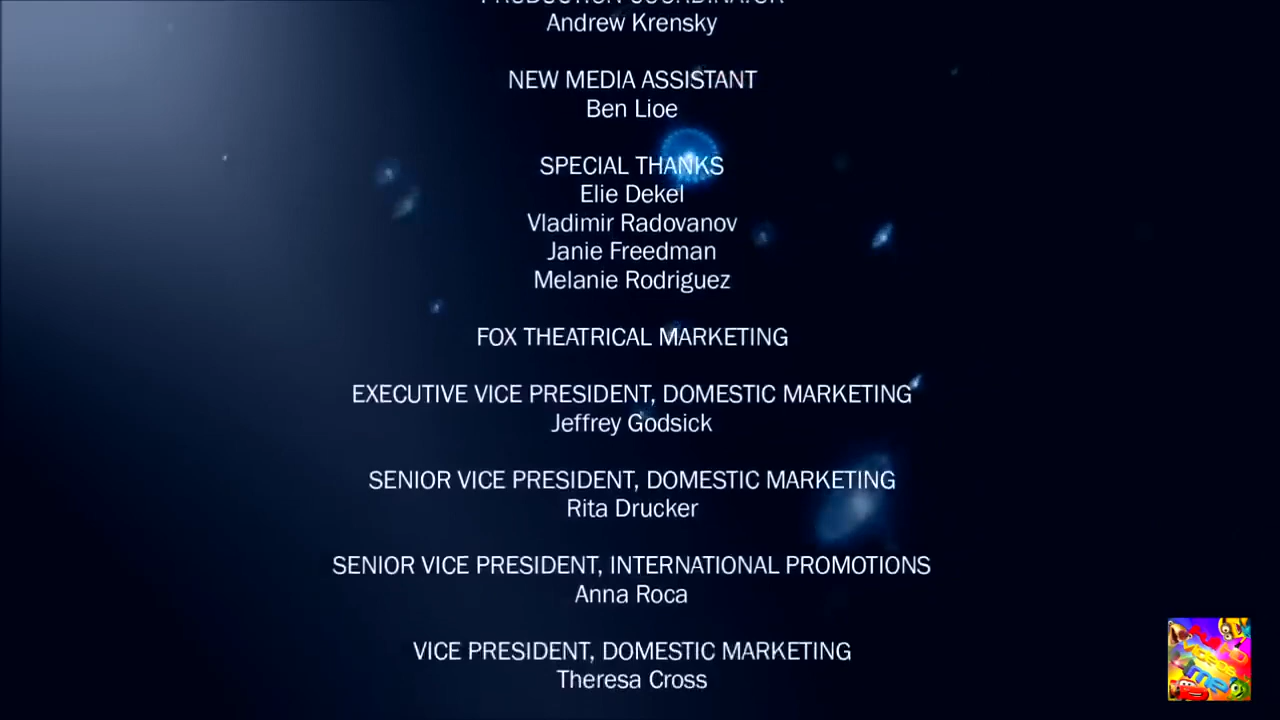 PRODUCTION COORDINATOR
Andrew Krensky
NEW MEDIA ASSISTANT
Ben Lioe
SPECIAL THANKS
Elie Dekel
Vladimir Radovanov
Janie Freedman
Melanie Rodriguez
FOX THEATRICAL MARKETING
EXECUTIVE VICE PRESIDENT, DOMESTIC MARKETING
Jeffrey Godsick
SENIOR VICE PRESIDENT, DOMESTIC MARKETING
Rita Drucker
SENIOR VICE PRESIDENT, INTERNATIONAL PROMOTIONS
Anna Roca
VICE PRESIDENT, DOMESTIC MARKETING
Theresa Cross